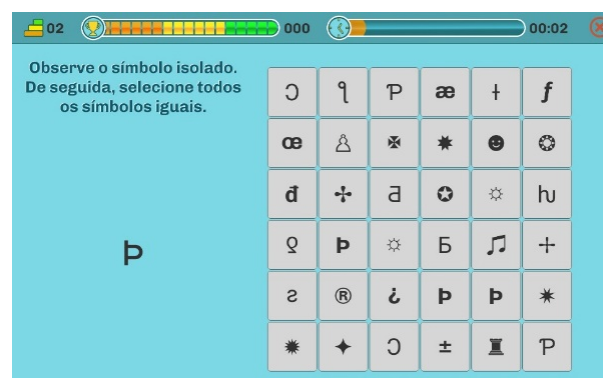 02 000 00:02
Observe o símbolo isolado.
De seguida, selecione todos
os símbolos iguais.
Þ
Ɔ ƪ Ƥ æ ƚ ƒ
œ ♙ ✠ ✷ ☻ ❂
đ ✢ Ƌ ✪ ☼ ƕ
♀ Þ ☼ Б ♫ ✢
Ƨ ® ¿ Þ Þ ✷
✹ ✦ Ɔ ± ♜ Ƥ